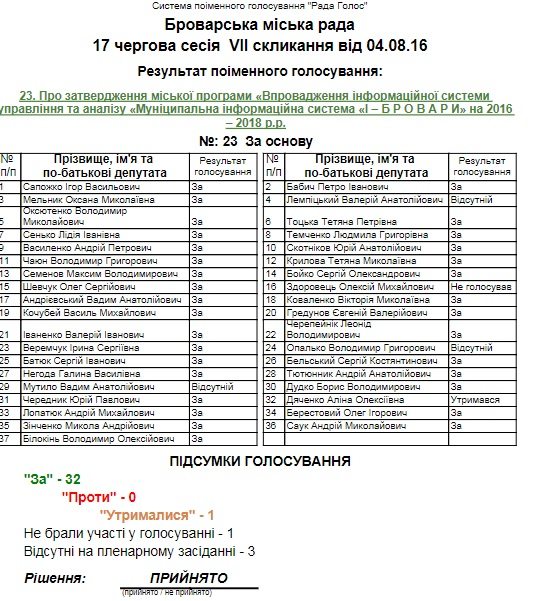 Система поіменного голосування "Рада Голос"
Броварська міська рада
17 чергова сесія VII скликання від 04.08.16
Результат поіменного голосування:
23. Про затвердження міської програми «Впровадження інформаційної системи
управління та аналізу «Муніципальна інформаційна система «І – Б Р О В А Р И» на 2016
– 2018 р.р.
№: 23 За основу
№ п/п Прізвище, ім'я та по-батькові депутата Результат голосування № п/п Прізвище, ім'я та по-батькові депутата Результат голосування
1 Сапожко Ігор Васильович За 2 Бабич Петро Іванович За
3 Мельник Оксана Миколаївна За 4 Лемпіцький Валерій Анатолійович Відсутній
5 Оксютенко Володимир Миколайович За 6 Тоцька Тетяна Петрівна За
7 Сенько Лідія Іванівна За 8 Темченко Людмила Григорівна За
9 Василенко Андрій Петрович За 10 Скотніков Юрій Анатолійович За
11 Чаюн Володимир Григорович За 12 Крилова Тетяна Миколаївна За
13 Семенов Максим Володимирович За 14 Бойко Сергій Олександрович За
15 Шевчук Олег Сергійович За 16 Здоровець Олексій Михайлович Не голосував
17 Андрієвський Вадим Анатолійович За 18 Коваленко Вікторія Миколаївна За
19 Кочубей Василь Михайлович За 20 Гредунов Євгеній Валерійович За
21 Іваненко Валерій Іванович За 22 Черепейнік Леонід Володимирович За
23 Веремчук Ірина Сергіївна За 24 Опалько Володимир Григорович Відсутній
25 Батюк Сергій Іванович За 26 Бельський Сергій Костянтинович За
27 Негода Галина Василівна За 28 Тютюнник Андрій Анатолійович За
29 Мутило Вадим Анатолійович Відсутній 30 Дудко Борис Володимирович За
31 Чередник Юрій Павлович За 32 Дяченко Аліна Олексіївна Утримався
33 Лопатюк Андрій Михайлович За 34 Берестовий Олег Ігорович За
35 Зінченко Микола Андрійович За 36 Саук Андрій Миколайович За
37 Білокінь Володимир Олексійович За
ПІДСУМКИ ГОЛОСУВАННЯ
"За" - 32
"Проти" - 0
"Утрималися" - 1
Не брали участі у голосуванні - 1
Відсутні на пленарному засіданні - 3
Рішення: ПРИЙНЯТО
(прийнято / не прийнято)